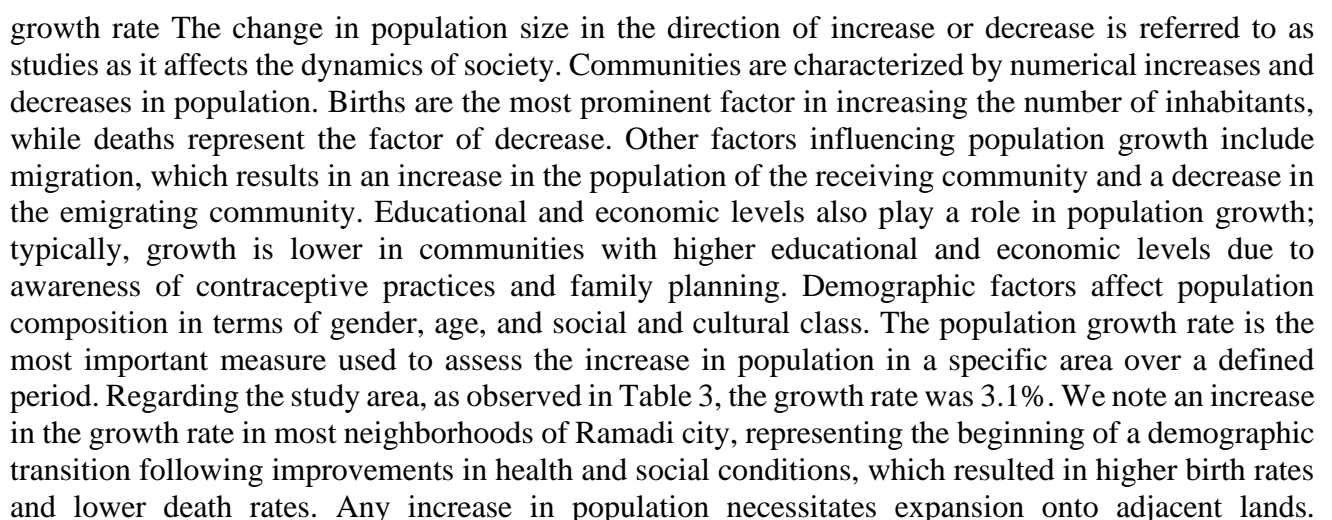 growth rate The change in population size in the direction of increase or decrease is referred to as
studies as it affects the dynamics of society. Communities are characterized by numerical increases and
decreases in population. Births are the most prominent factor in increasing the number of inhabitants,
while deaths represent the factor of decrease. Other factors influencing population growth include
migration, which results in an increase in the population of the receiving community and a decrease in
the emigrating community. Educational and economic levels also play a role in population growth;
typically, growth is lower in communities with higher educational and economic levels due to
awareness of contraceptive practices and family planning. Demographic factors affect population
composition in terms of gender, age, and social and cultural class. The population growth rate is the
most important measure used to assess the increase in population in a specific area over a defined
period. Regarding the study area, as observed in Table 3, the growth rate was 3.1%. We note an increase
in the growth rate in most neighborhoods of Ramadi city, representing the beginning of a demographic
transition following improvements in health and social conditions, which resulted in higher birth rates
and lower death rates. Any increase in population necessitates expansion onto adjacent lands.